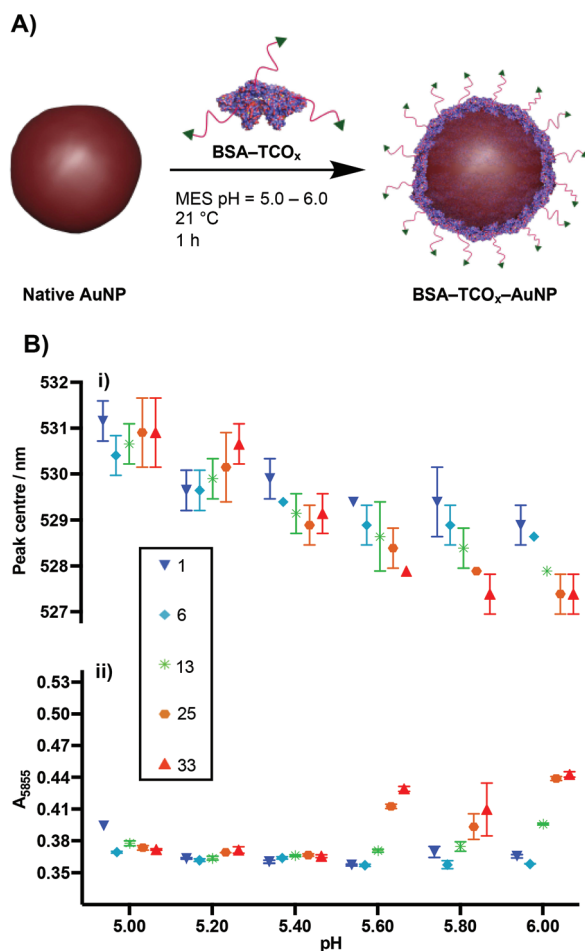 A)
BSA–TCOₓ
MES pH = 5.0 – 6.0
21 °C
1 h
Native AuNP
BSA–TCOₓ–AuNP
B)
i)
532
531
530
529
528
527
Peak centre / nm
1
6
13
25
33
ii)
0.53
0.50
0.47
0.44
0.41
0.38
0.35
A₅₈₅₅
5.00
5.20
5.40
5.60
5.80
6.00
pH